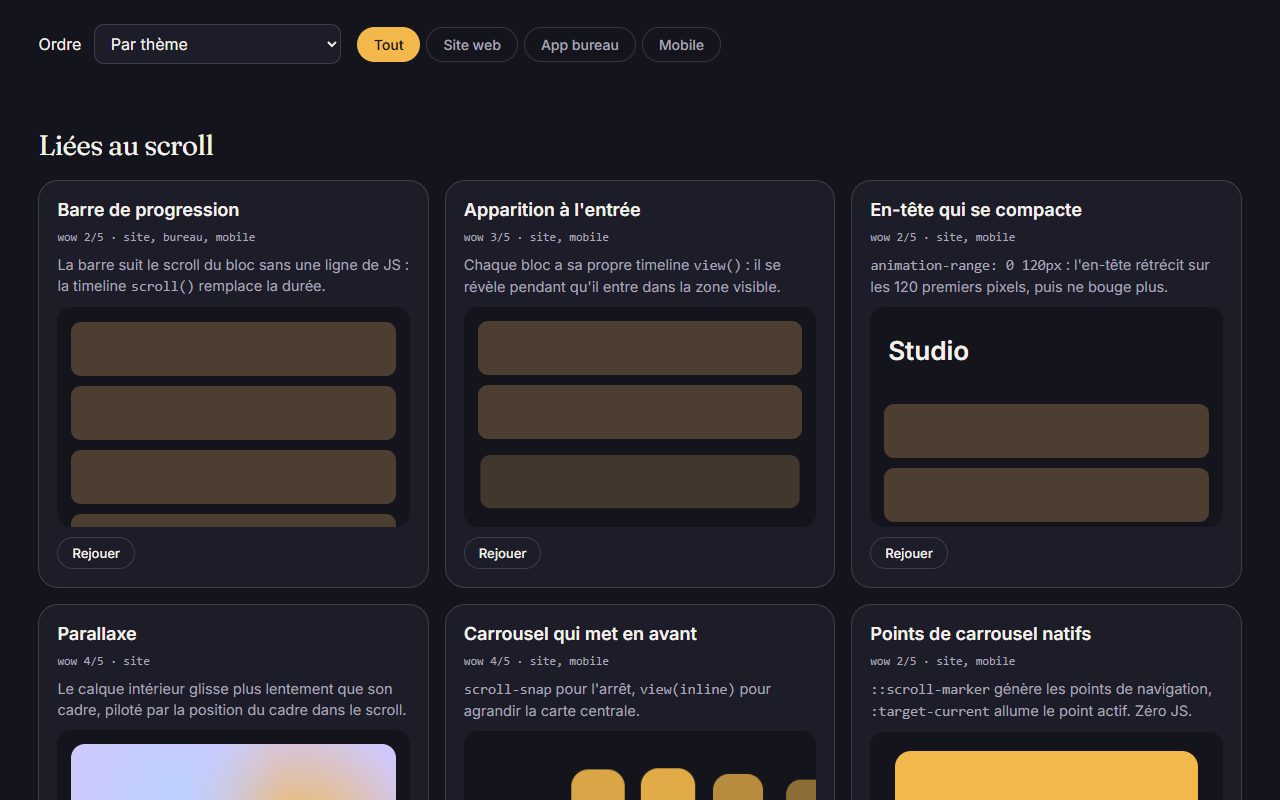 Ordre
Par thème
Tout
Site web
App bureau
Mobile
Liées au scroll
Barre de progression
wow 2/5 · site, bureau, mobile
La barre suit le scroll du bloc sans une ligne de JS :
la timeline scroll() remplace la durée.
Rejouer
Apparition à l'entrée
wow 3/5 · site, mobile
Chaque bloc a sa propre timeline view() : il se
révèle pendant qu'il entre dans la zone visible.
Rejouer
En-tête qui se compacte
wow 2/5 · site, mobile
animation-range: 0 120px : l'en-tête rétrécit sur
les 120 premiers pixels, puis ne bouge plus.
Studio
Rejouer
Parallaxe
wow 4/5 · site
Le calque intérieur glisse plus lentement que son
cadre, piloté par la position du cadre dans le scroll.
Carrousel qui met en avant
wow 4/5 · site, mobile
scroll-snap pour l'arrêt, view(inline) pour
agrandir la carte centrale.
Points de carrousel natifs
wow 2/5 · site, mobile
::scroll-marker génère les points de navigation,
:target-current allume le point actif. Zéro JS.